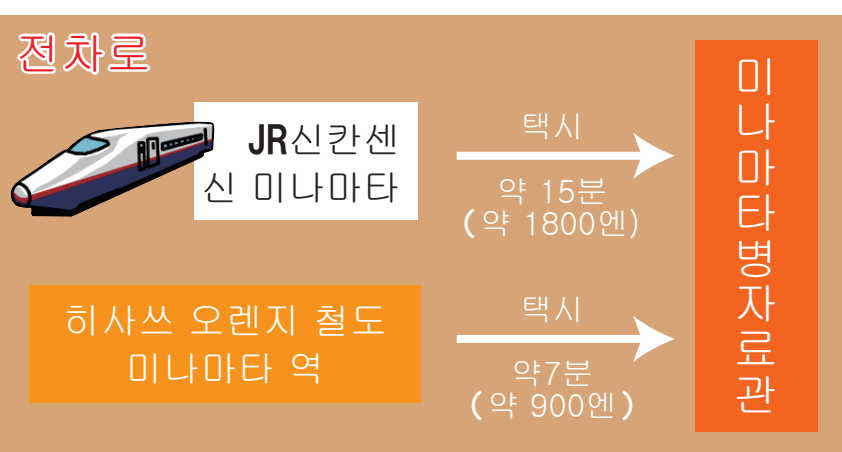 전차로
JR신칸센
신 미나마타
택시
약 15분
(약 1800엔)
히사쓰 오렌지 철도
미나마타 역
택시
약7분
(약 900엔)
미나마타병자료관